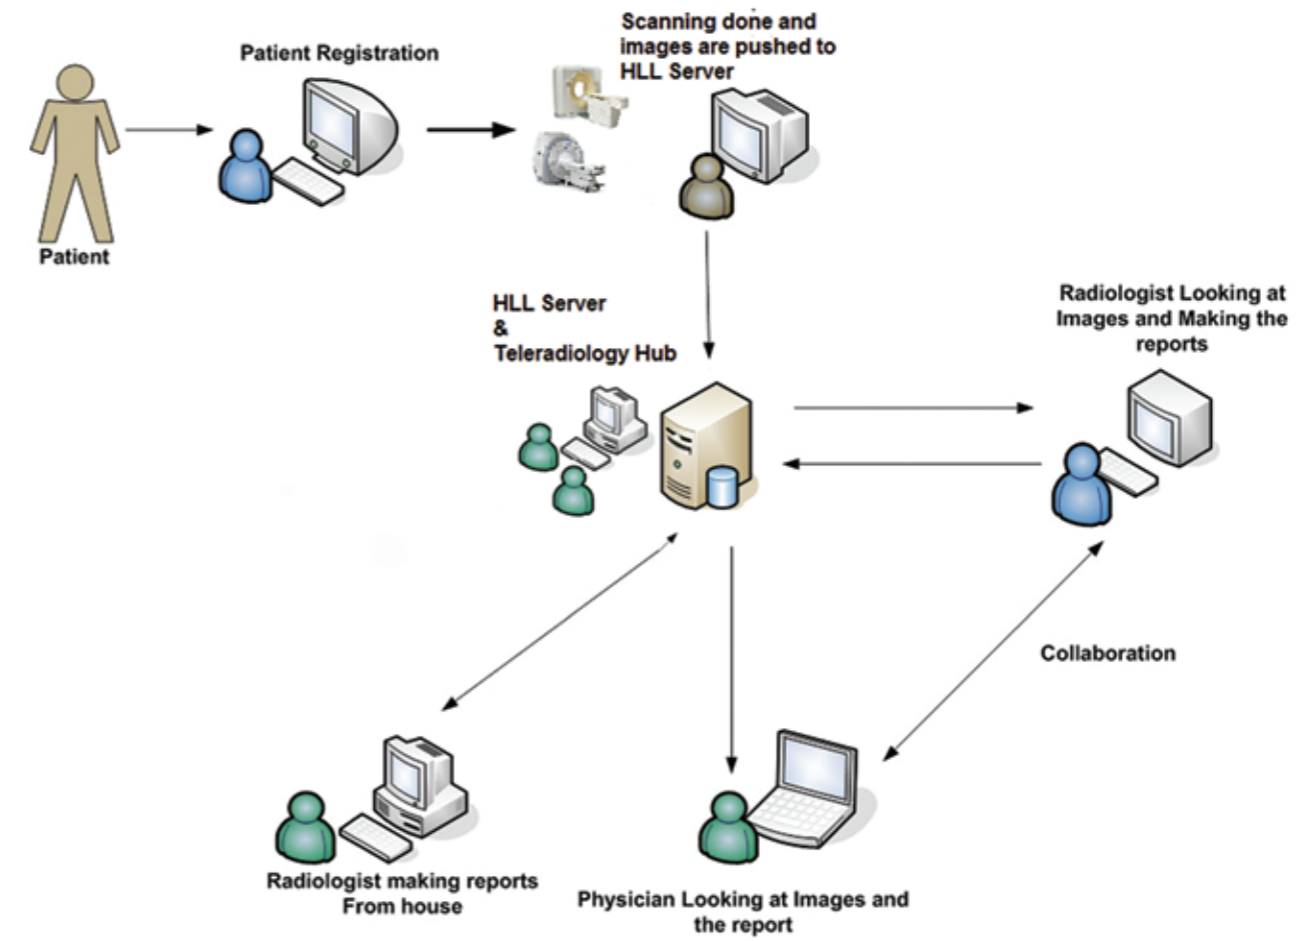 Scanning done and
images are pushed to
HLL Server
Patient Registration
Patient
HLL Server
&
Teleradiology Hub
Radiologist Looking at
Images and Making the
reports
Collaboration
Radiologist making reports
From house
Physician Looking at Images and
the report